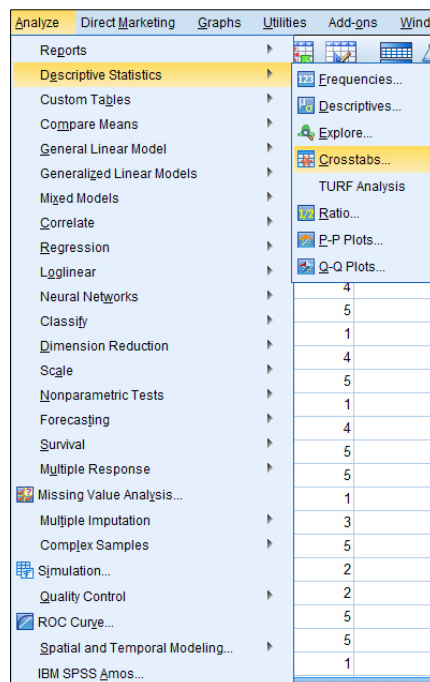 Analyze Direct Marketing Graphs Utilities Add-ons Wind
Reports
Descriptive Statistics
Custom Tables
Compare Means
General Linear Model
Generalized Linear Models
Mixed Models
Correlate
Regression
Loglinear
Neural Networks
Classify
Dimension Reduction
Scale
Nonparametric Tests
Forecasting
Survival
Multiple Response
Missing Value Analysis...
Multiple Imputation
Complex Samples
Simulation...
Quality Control
ROC Curve...
Spatial and Temporal Modeling...
IBM SPSS Amos...
123 Frequencies...
Descriptives...
Explore...
Crosstabs...
TURF Analysis
1/2 Ratio...
P-P Plots...
Q-Q Plots...
4
5
1
4
5
1
4
5
5
1
3
5
2
2
5
5
1